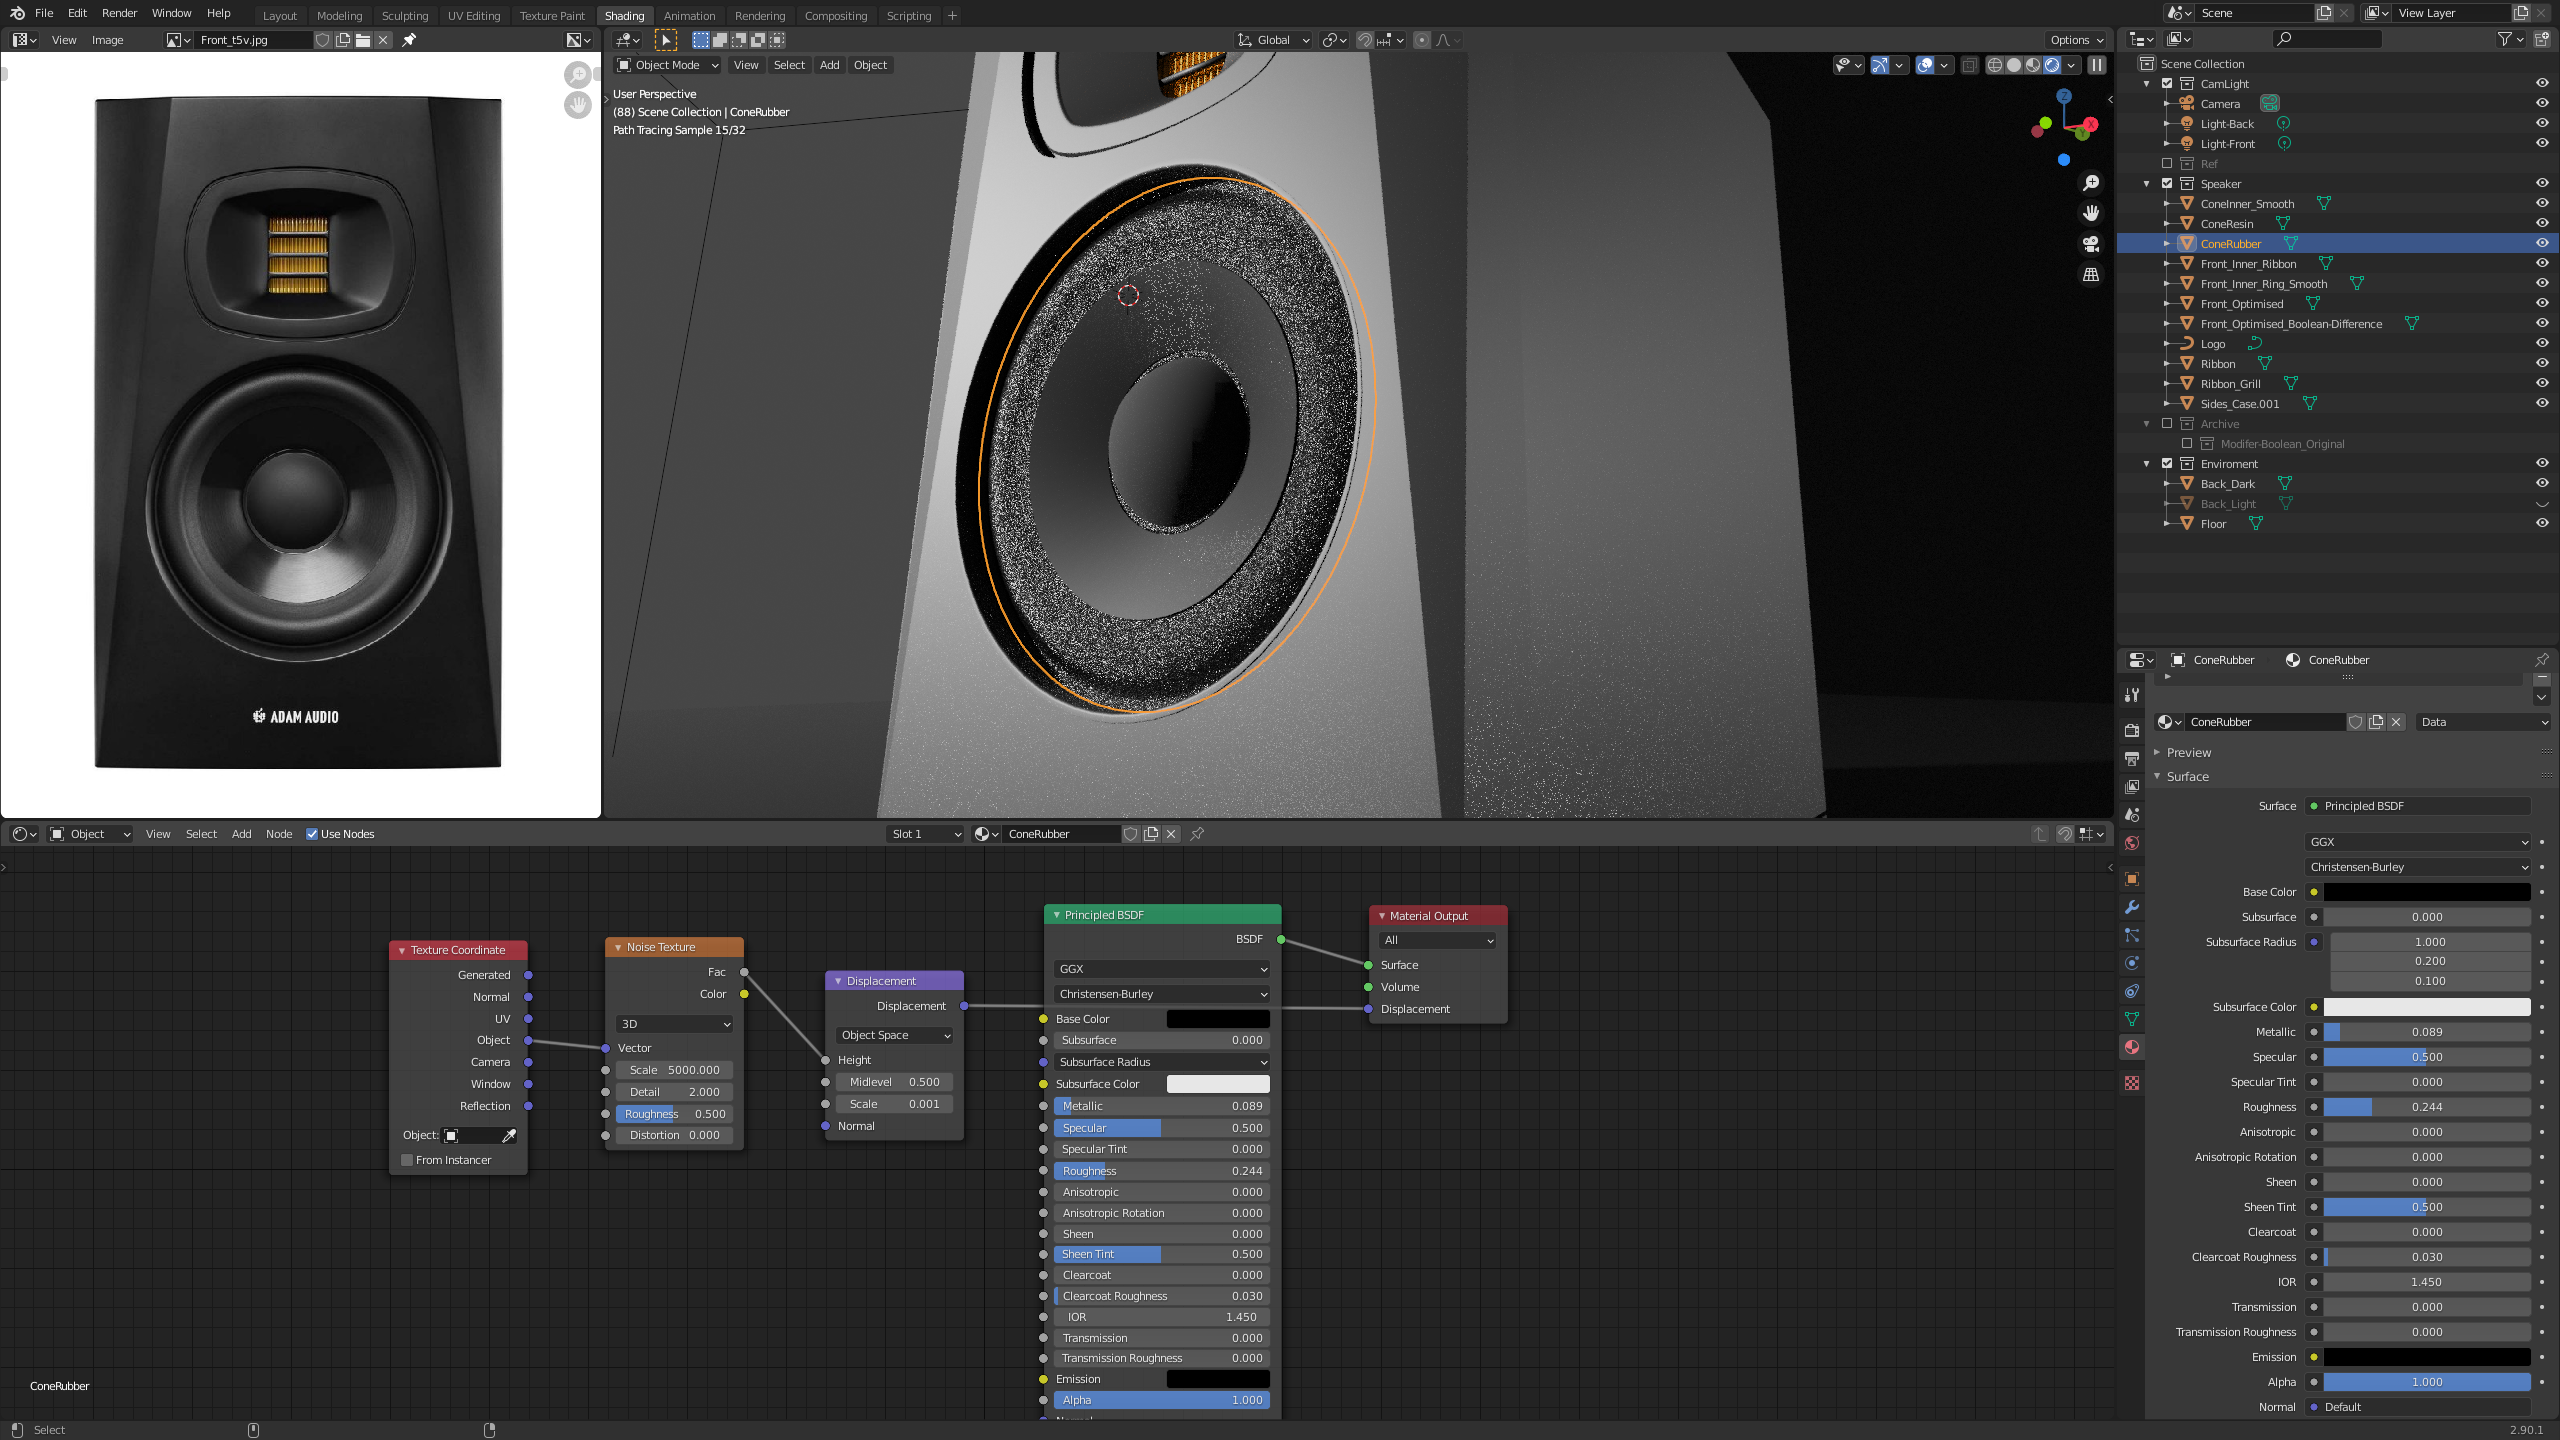 File Edit Render Window Help Layout Modeling Sculpting UV Editing Texture Paint Shading Animation Rendering Compositing Scripting + Scene View Layer
View Image Front_t5v.jpg Global Options
Object Mode View Select Add Object
User Perspective
(88) Scene Collection | ConeRubber
Path Tracing Sample 15/32
Z
X
Y
ADAM AUDIO
Scene Collection
CamLight
Camera
Light-Back
Light-Front
Ref
Speaker
ConeInner_Smooth
ConeResin
ConeRubber
Front_Inner_Ribbon
Front_Inner_Ring_Smooth
Front_Optimised
Front_Optimised_Boolean-Difference
Logo
Ribbon
Ribbon_Grill
Sides_Case.001
Archive
Modifer-Boolean_Original
Enviroment
Back_Dark
Back_Light
Floor
Object View Select Add Node Use Nodes Slot 1 ConeRubber
Texture Coordinate
Generated
Normal
UV
Object
Camera
Window
Reflection
Object:
From Instancer
Noise Texture
Fac
Color
3D
Vector
Scale 5000.000
Detail 2.000
Roughness 0.500
Distortion 0.000
Displacement
Displacement
Object Space
Height
Midlevel 0.500
Scale 0.001
Normal
Principled BSDF
BSDF
GGX
Christensen-Burley
Base Color
Subsurface 0.000
Subsurface Radius
Subsurface Color
Metallic 0.089
Specular 0.500
Specular Tint 0.000
Roughness 0.244
Anisotropic 0.000
Anisotropic Rotation 0.000
Sheen 0.000
Sheen Tint 0.500
Clearcoat 0.000
Clearcoat Roughness 0.030
IOR 1.450
Transmission 0.000
Transmission Roughness 0.000
Emission
Alpha 1.000
Material Output
All
Surface
Volume
Displacement
ConeRubber
ConeRubber ConeRubber
ConeRubber Data
Preview
Surface
Surface Principled BSDF
GGX
Christensen-Burley
Base Color
Subsurface 0.000
Subsurface Radius 1.000
0.200
0.100
Subsurface Color
Metallic 0.089
Specular 0.500
Specular Tint 0.000
Roughness 0.244
Anisotropic 0.000
Anisotropic Rotation 0.000
Sheen 0.000
Sheen Tint 0.500
Clearcoat 0.000
Clearcoat Roughness 0.030
IOR 1.450
Transmission 0.000
Transmission Roughness 0.000
Emission
Alpha 1.000
Normal Default
Select 2.90.1